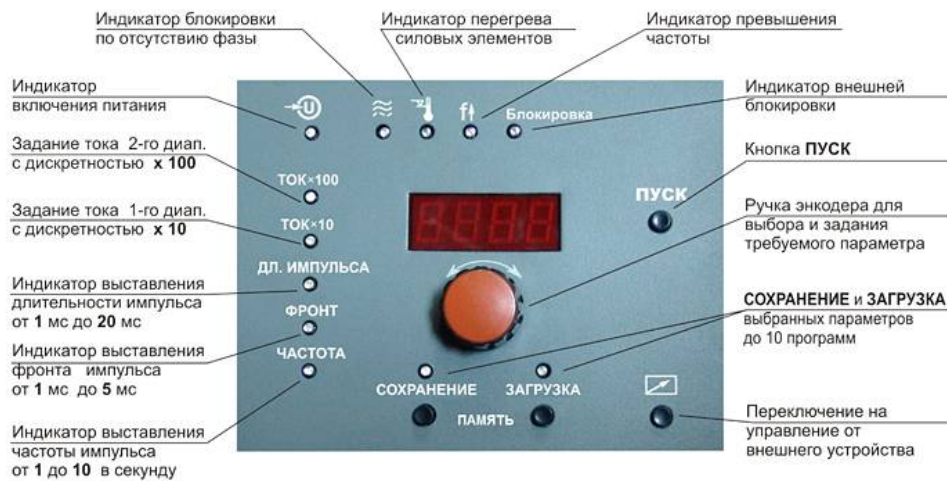 Индикатор блокировки
по отсутствию фазы
Индикатор перегрева
силовых элементов
Индикатор превышения
частоты
Индикатор
включения питания
Индикатор внешней
блокировки
Задание тока 2-го диап.
с дискретностью х 100
Кнопка ПУСК
Задание тока 1-го диап.
с дискретностью х 10
Ручка энкодера для
выбора и задания
требуемого параметра
Индикатор выставления
длительности импульса
от 1 мс до 20 мс
СОХРАНЕНИЕ и ЗАГРУЗКА
выбранных параметров
до 10 программ
Индикатор выставления
фронта импульса
от 1 мс до 5 мс
Переключение на
управление от
внешнего устройства
Индикатор выставления
частоты импульса
от 1 до 10 в секунду
U
f
Блокировка
ТОК×100
ПУСК
ТОК×10
8888
ДЛ. ИМПУЛЬСА
ФРОНТ
ЧАСТОТА
СОХРАНЕНИЕ
ЗАГРУЗКА
ПАМЯТЬ